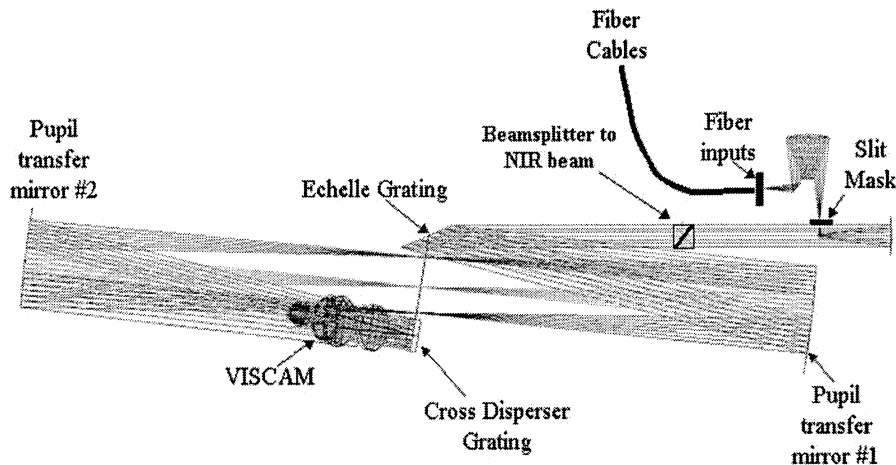 Fiber
Cables
Pupil
transfer
mirror #2
Beamsplitter to
NIR beam
Fiber
inputs
Slit
Mask
Echelle Grating
VISCAM
Cross Disperser
Grating
Pupil
transfer
mirror #1